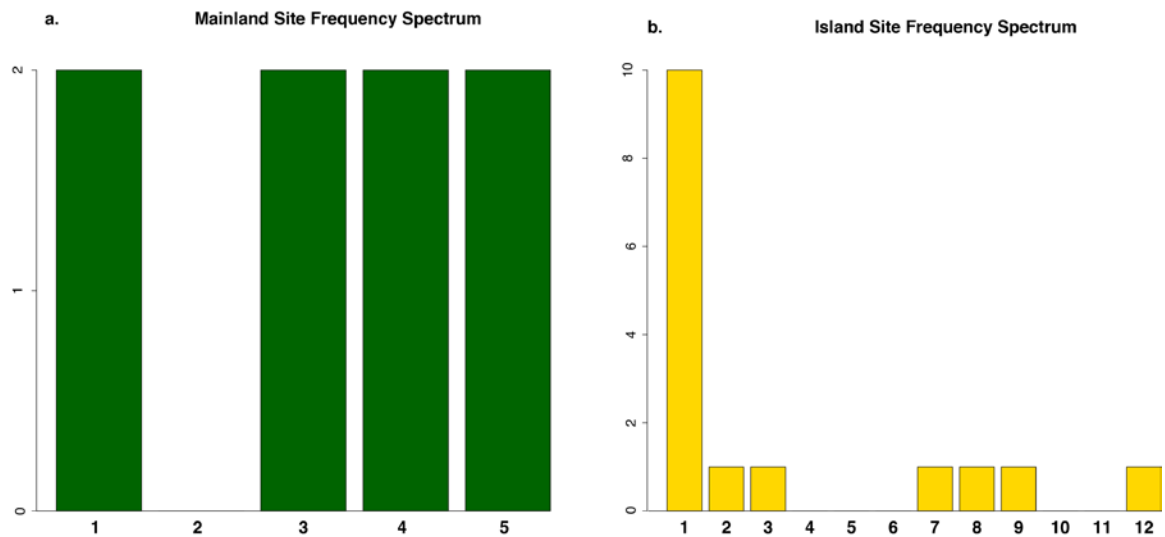 a. Mainland Site Frequency Spectrum
2
1
0
1 2 3 4 5
b. Island Site Frequency Spectrum
10
8
6
4
2
0
1 2 3 4 5 6 7 8 9 10 11 12